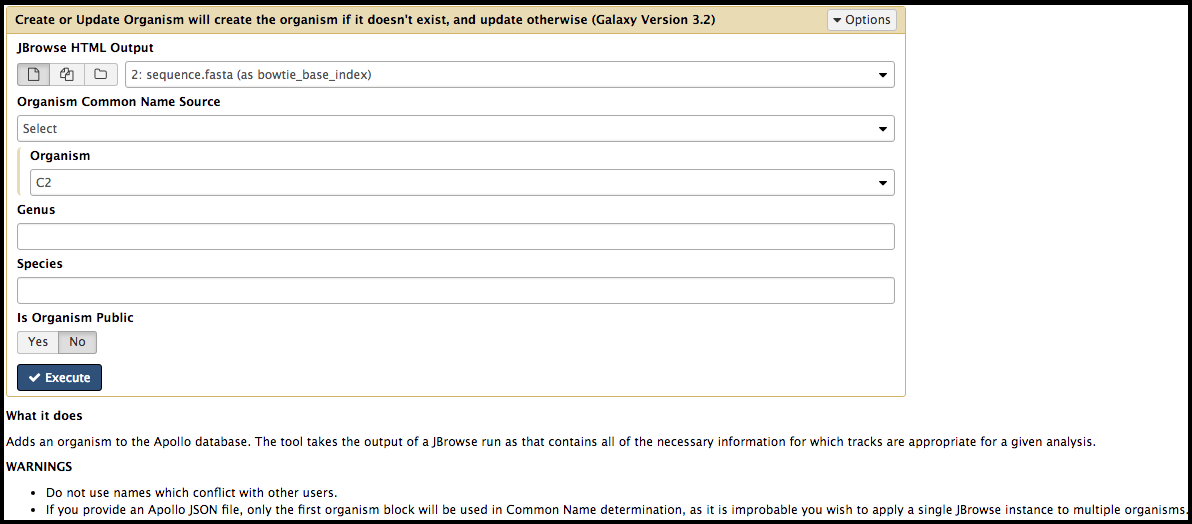 Create or Update Organism will create the organism if it doesn't exist, and update otherwise (Galaxy Version 3.2)
Options
JBrowse HTML Output
2: sequence.fasta (as bowtie_base_index)
Organism Common Name Source
Select
Organism
C2
Genus
Species
Is Organism Public
Yes No
Execute
What it does
Adds an organism to the Apollo database. The tool takes the output of a JBrowse run as that contains all of the necessary information for which tracks are appropriate for a given analysis.
WARNINGS
• Do not use names which conflict with other users.
• If you provide an Apollo JSON file, only the first organism block will be used in Common Name determination, as it is improbable you wish to apply a single JBrowse instance to multiple organisms.